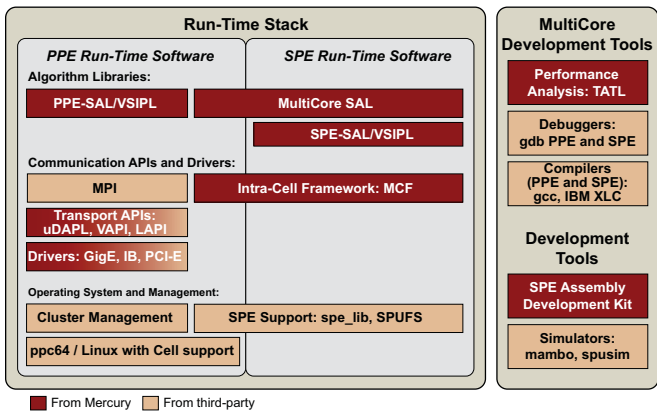 Run-Time Stack
PPE Run-Time Software
SPE Run-Time Software
Algorithm Libraries:
PPE-SAL/VSIPL
MultiCore SAL
SPE-SAL/VSIPL
Communication APIs and Drivers:
MPI
Intra-Cell Framework: MCF
Transport APIs:
uDAPL, VAPI, LAPI
Drivers: GigE, IB, PCI-E
Operating System and Management:
Cluster Management
SPE Support: spe_lib, SPUFS
ppc64 / Linux with Cell support
MultiCore
Development Tools
Performance
Analysis: TATL
Debuggers:
gdb PPE and SPE
Compilers
(PPE and SPE):
gcc, IBM XLC
Development
Tools
SPE Assembly
Development Kit
Simulators:
mambo, spusim
From Mercury
From third-party